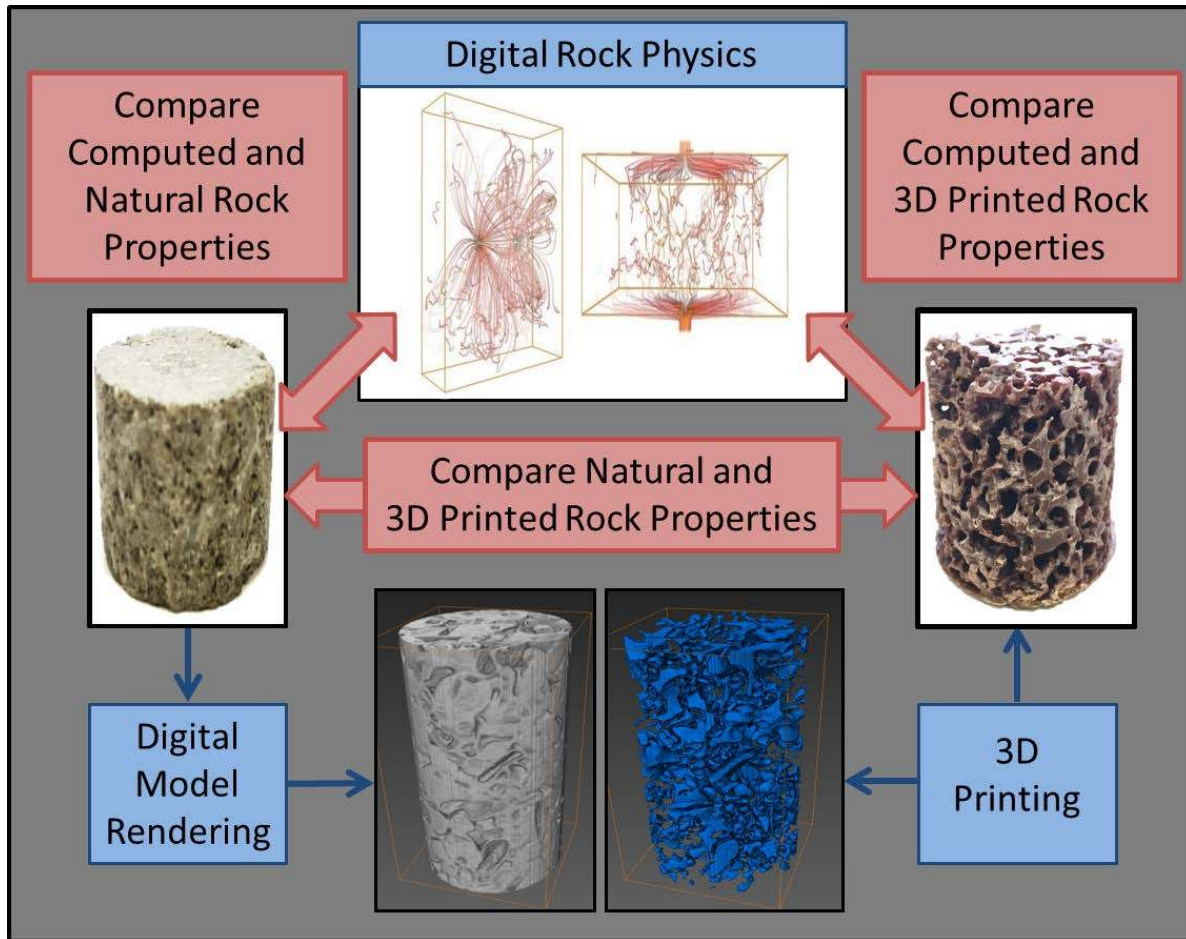 Digital Rock Physics
Compare
Computed and
Natural Rock
Properties
Compare
Computed and
3D Printed Rock
Properties
Compare Natural and
3D Printed Rock Properties
Digital
Model
Rendering
3D
Printing